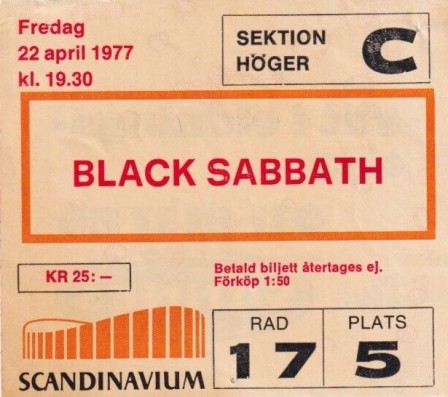 Fredag
22 april 1977
kl. 19.30
SEKTION
HÖGER
C
BLACK SABBATH
KR 25:—
Betald biljett återtages ej.
Förköp 1:50
SCANDINAVIUM
RAD
17
PLATS
5